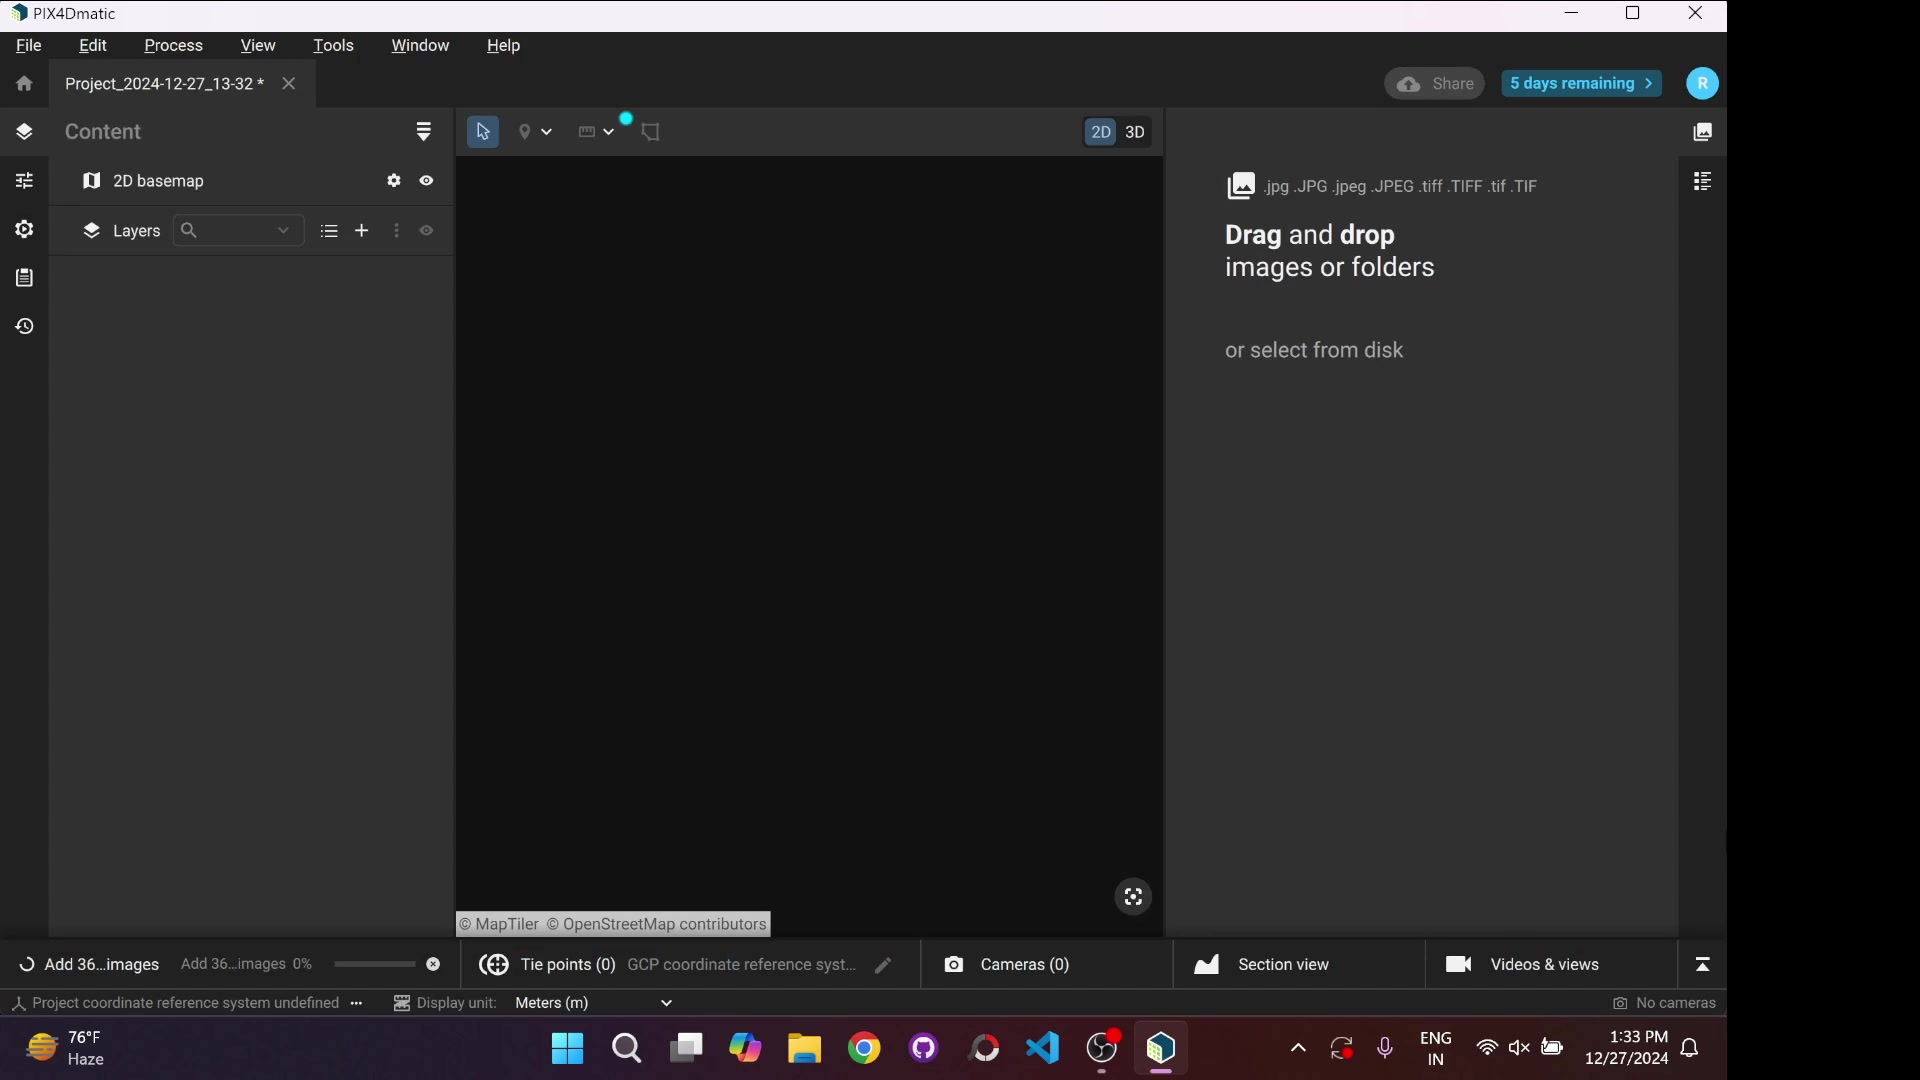 PIX4Dmatic
File Edit Process View Tools Window Help
Project_2024-12-27_13-32 *
Share
5 days remaining
R
Content
2D 3D
2D basemap
Layers
.jpg .JPG .jpeg .JPEG .tiff .TIFF .tif .TIF
Drag and drop
images or folders
or select from disk
© MapTiler © OpenStreetMap contributors
Add 36...images Add 36...images 0%
Tie points (0) GCP coordinate reference syst...
Cameras (0)
Section view
Videos & views
Project coordinate reference system undefined ...
Display unit: Meters (m)
No cameras
76°F
Haze
ENG
IN
1:33 PM
12/27/2024